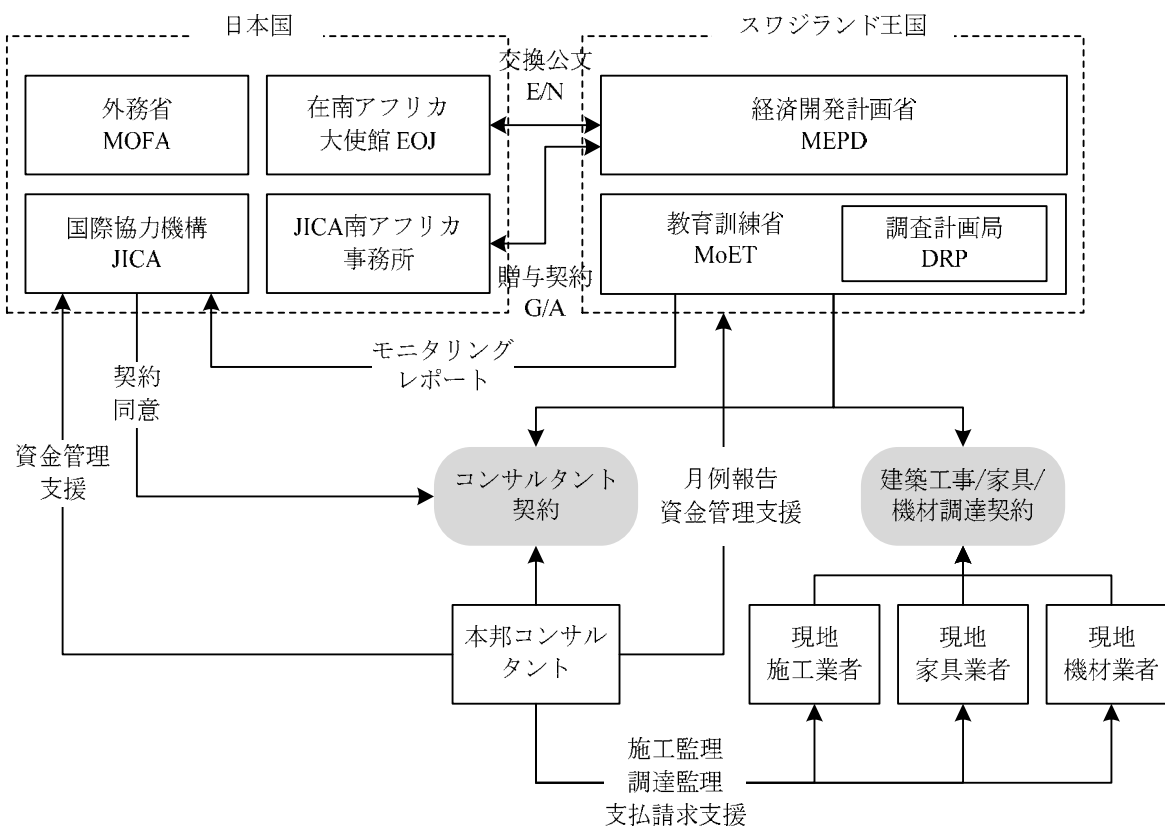 日本国
スワジランド王国
交換公文
E/N
外務省
MOFA
在南アフリカ
大使館 EOJ
経済開発計画省
MEPD
国際協力機構
JICA
JICA南アフリカ
事務所
教育訓練省
MoET
調査計画局
DRP
贈与契約
G/A
モニタリング
レポート
契約
同意
資金管理
支援
コンサルタント
契約
月例報告
資金管理支援
建築工事/家具/
機材調達契約
本邦コンサル
タント
現地
施工業者
現地
家具業者
現地
機材業者
施工監理
調達監理
支払請求支援